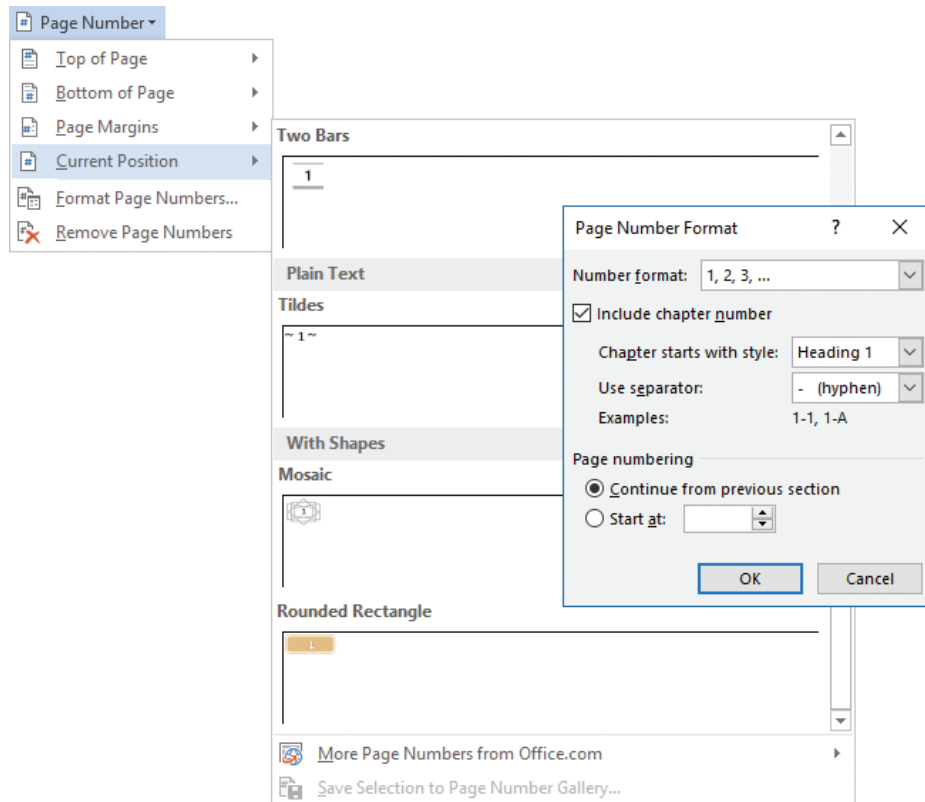 Page Number
Top of Page
Bottom of Page
Page Margins
Current Position
Format Page Numbers...
Remove Page Numbers
Two Bars
1
Plain Text
Tildes
~ 1 ~
With Shapes
Mosaic
1
Rounded Rectangle
1
More Page Numbers from Office.com
Save Selection to Page Number Gallery...
Page Number Format ?
Number format: 1, 2, 3, ...
Include chapter number
Chapter starts with style: Heading 1
Use separator: - (hyphen)
Examples: 1-1, 1-A
Page numbering
Continue from previous section
Start at:
OK Cancel